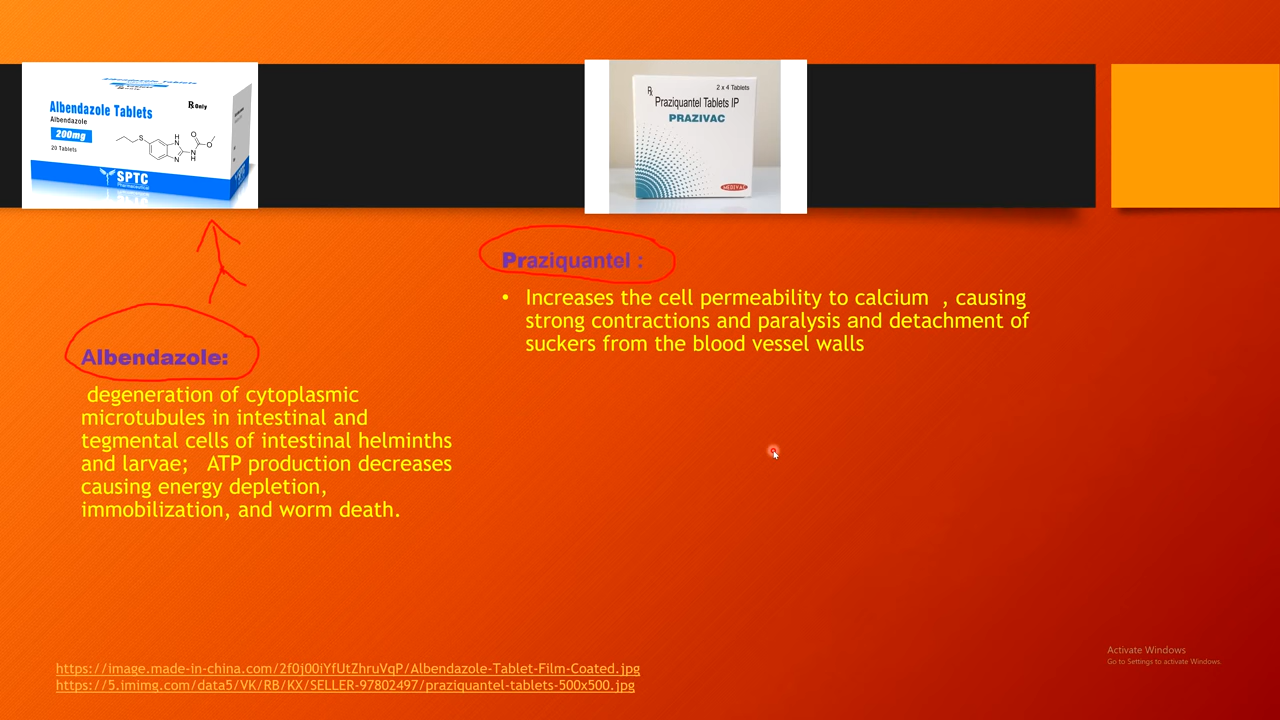 Albendazole Tablets
Albendazole
200mg
20 Tablets
Rx Only
SPTC
Pharmaceutical
S
H
N
N
N
H
O
O
2 x 4 Tablets
Rx
Praziquantel Tablets IP
PRAZIVAC
MEDIVAC
Praziquantel :
• Increases the cell permeability to calcium , causing
strong contractions and paralysis and detachment of
suckers from the blood vessel walls
Albendazole:
degeneration of cytoplasmic
microtubules in intestinal and
tegmental cells of intestinal helminths
and larvae; ATP production decreases
causing energy depletion,
immobilization, and worm death.
https://image.made-in-china.com/2f0j00iYfUtZhruVqP/Albendazole-Tablet-Film-Coated.jpg
https://5.imimg.com/data5/VK/RB/KX/SELLER-97802497/praziquantel-tablets-500x500.jpg
Activate Windows
Go to Settings to activate Windows.